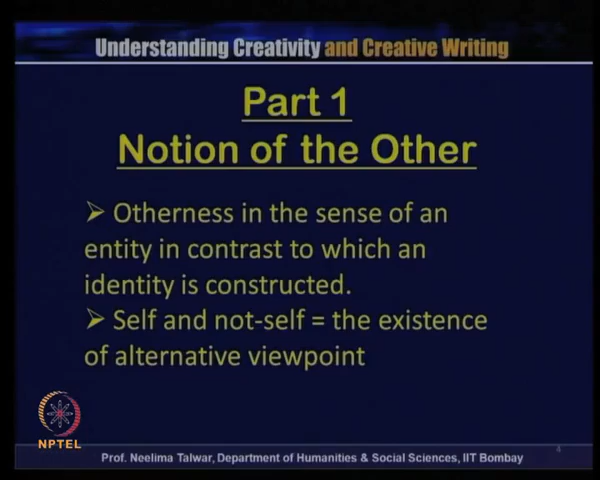 Understanding Creativity and Creative Writing
Part 1
Notion of the Other
➤ Otherness in the sense of an
entity in contrast to which an
identity is constructed.
➤ Self and not-self = the existence
of alternative viewpoint
NPTEL
4
Prof. Neelima Talwar, Department of Humanities & Social Sciences, IIT Bombay